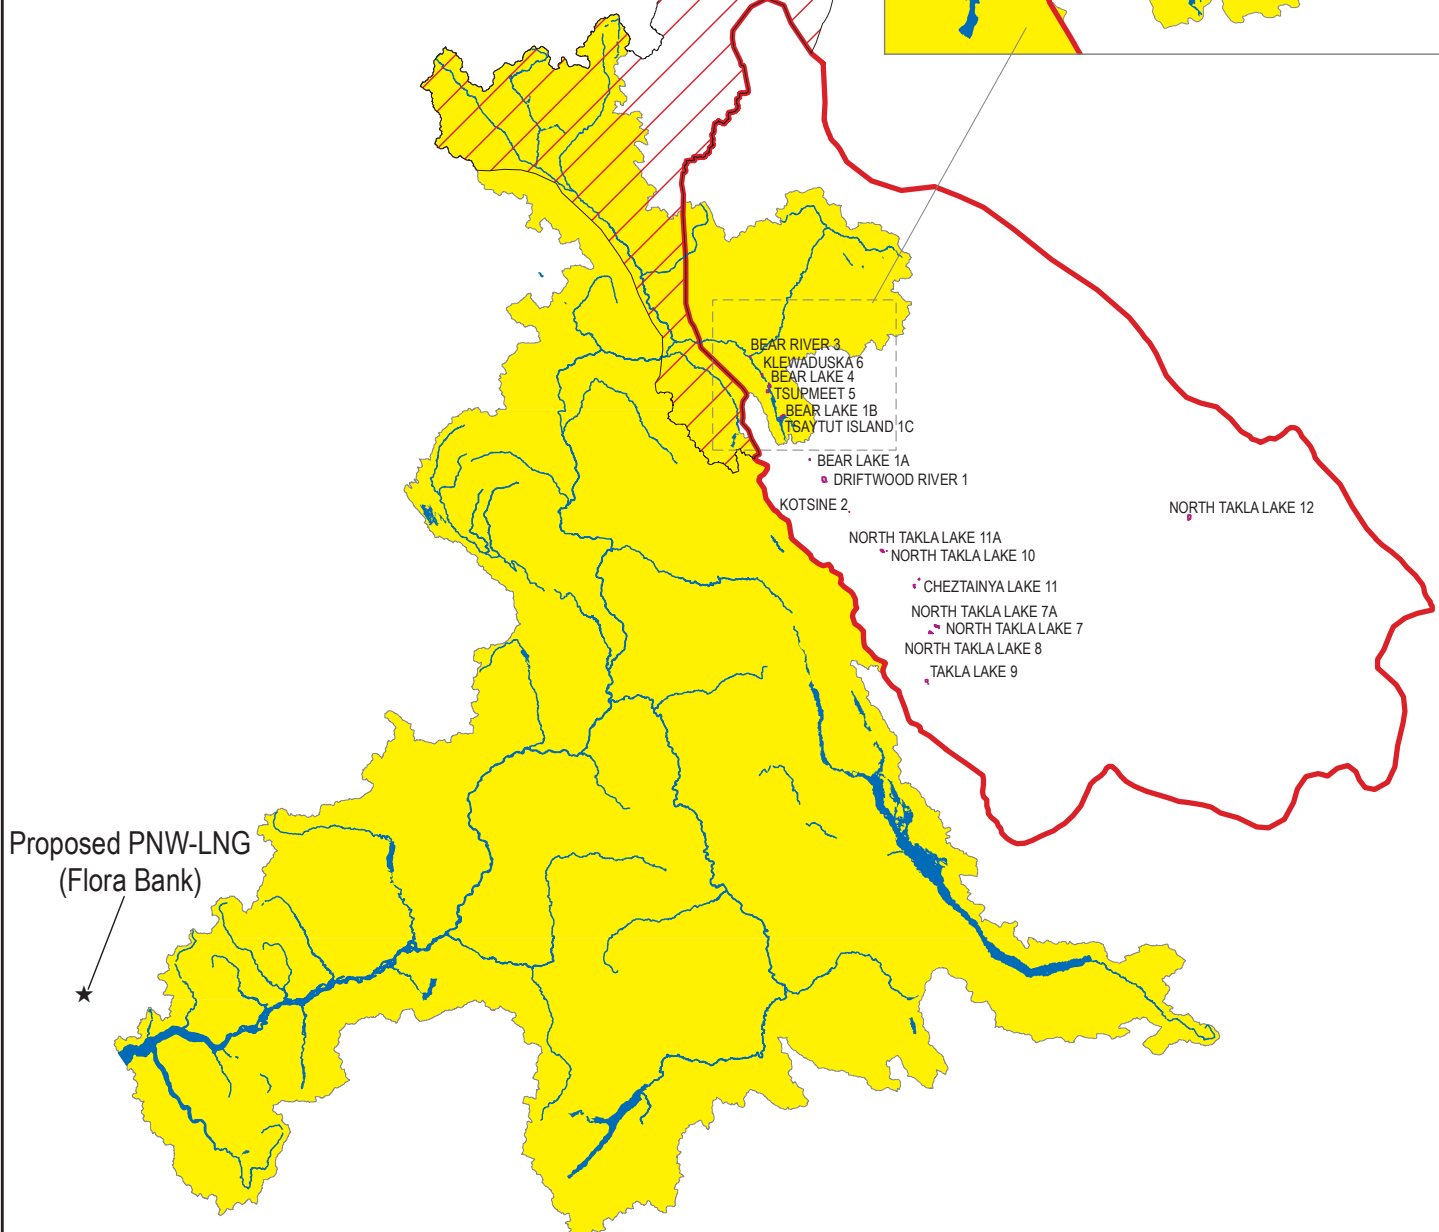 BEAR RIVER 3
KLEWADUSKA 6
BEAR LAKE 4
TSUPMEET 5
BEAR LAKE 1B
TSAYTUT ISLAND 1C
BEAR LAKE 1A
DRIFTWOOD RIVER 1
KOTSINE 2
NORTH TAKLA LAKE 12
NORTH TAKLA LAKE 11A
NORTH TAKLA LAKE 10
CHEZTAINYA LAKE 11
NORTH TAKLA LAKE 7A
NORTH TAKLA LAKE 7
NORTH TAKLA LAKE 8
TAKLA LAKE 9
Proposed PNW-LNG
(Flora Bank)